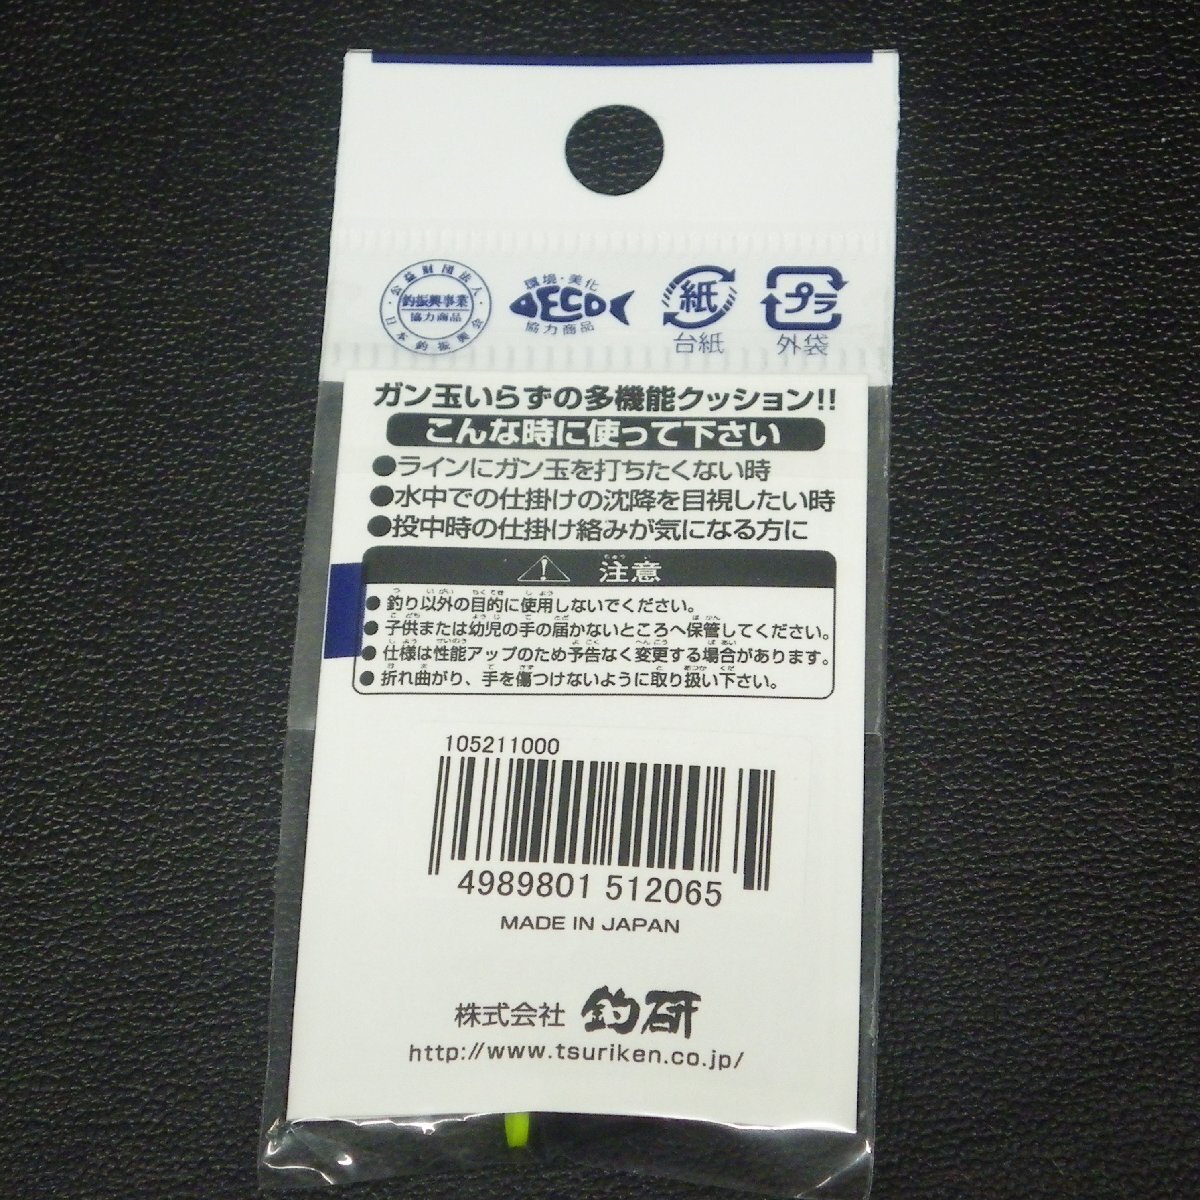 公益財団法人
釣振興事業
協力商品
日本釣振興会
環境・美化
ECO
協力商品
紙
台紙
プラ
外袋
ガン玉いらずの多機能クッション!!
こんな時に使って下さい
●ラインにガン玉を打ちたくない時
●水中での仕掛けの沈降を目視したい時
●投中時の仕掛け絡みが気になる方に
注意
●釣り以外の目的に使用しないでください。
●子供または幼児の手の届かないところへ保管してください。
●仕様は性能アップのため予告なく変更する場合があります。
●折れ曲がり、手を傷つけないように取り扱い下さい。
105211000
4989801 512065
MADE IN JAPAN
株式会社 釣研
http://www.tsuriken.co.jp/